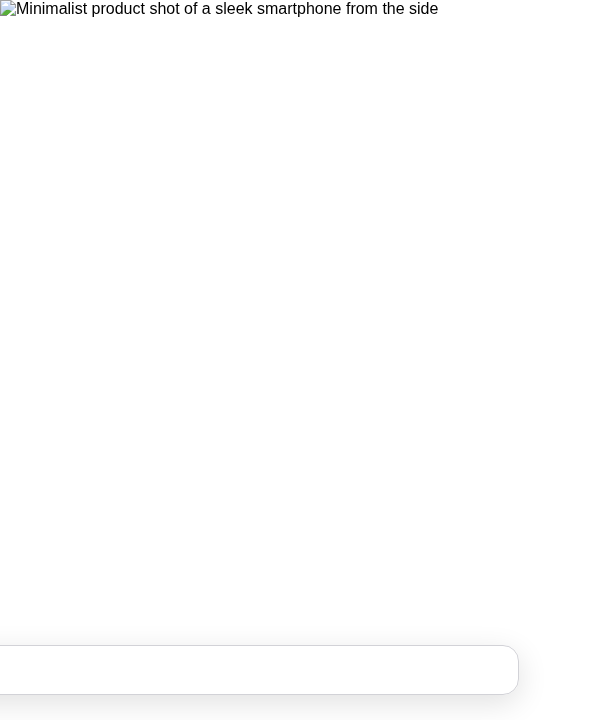 Minimalist product shot of a sleek smartphone from the side